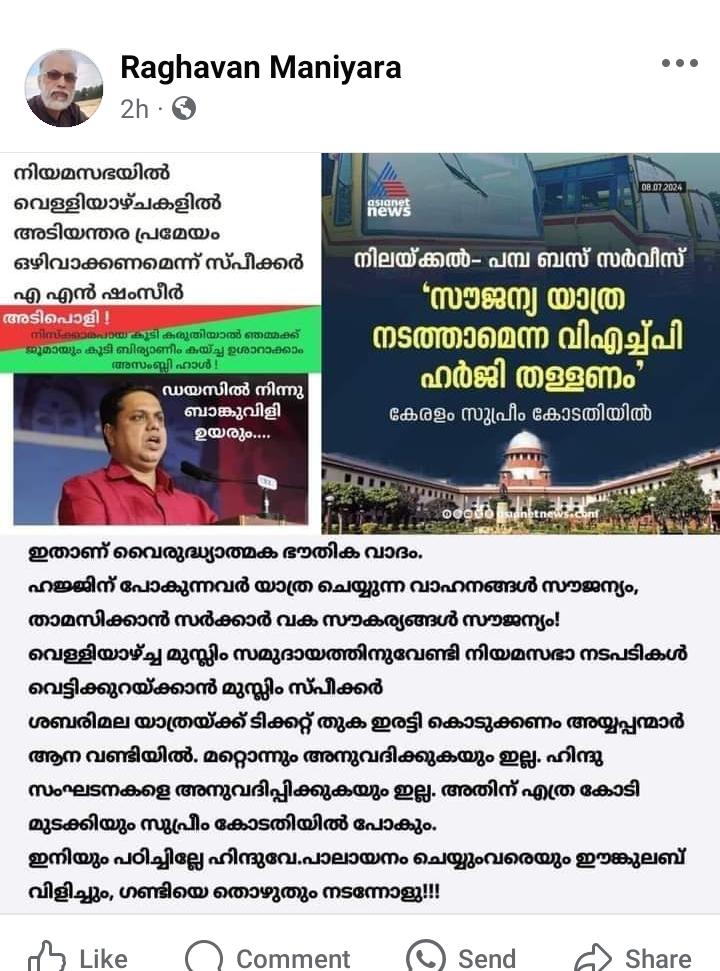 Raghavan Maniyara
2h
നിയമസഭയിൽ
വെള്ളിയാഴ്ചകളിൽ
അടിയന്തര പ്രമേയം
ഒഴിവാക്കണമെന്ന് സ്പീക്കർ
എ എൻ ഷംസീർ
അടിപൊളി !
നിസ്ക്കാരപായ കൂടി കരുതിയാൽ ഞമ്മക്ക്
ജുമായും കൂടി ബിര്യാണീം കയ്ച്ച ഉശാറാക്കാം
അസംബ്ലി ഹാൾ !
ഡയസിൽ നിന്നു
ബാങ്കുവിളി
ഉയരും....
asianet
news
08.07.2024
നിലയ്ക്കൽ- പമ്പ ബസ് സർവീസ്
‘സൗജന്യ യാത്ര
നടത്താമെന്ന വിഎച്ച്പി
ഹർജി തള്ളണം’
കേരളം സുപ്രീം കോടതിയിൽ
asianetnews.com
ഇതാണ് വൈരുദ്ധ്യാത്മക ഭൗതിക വാദം.
ഹജ്ജിന് പോകുന്നവർ യാത്ര ചെയ്യുന്ന വാഹനങ്ങൾ സൗജന്യം,
താമസിക്കാൻ സർക്കാർ വക സൗകര്യങ്ങൾ സൗജന്യം!
വെള്ളിയാഴ്ച്ച മുസ്ലിം സമുദായത്തിനുവേണ്ടി നിയമസഭാ നടപടികൾ
വെട്ടിക്കുറയ്ക്കാൻ മുസ്ലിം സ്പീക്കർ
ശബരിമല യാത്രയ്ക്ക് ടിക്കറ്റ് തുക ഇരട്ടി കൊടുക്കണം അയ്യപ്പന്മാർ
ആന വണ്ടിയിൽ. മറ്റൊന്നും അനുവദിക്കുകയും ഇല്ല. ഹിന്ദു
സംഘടനകളെ അനുവദിപ്പിക്കുകയും ഇല്ല. അതിന് എത്ര കോടി
മുടക്കിയും സുപ്രീം കോടതിയിൽ പോകും.
ഇനിയും പഠിച്ചില്ലേ ഹിന്ദുവേ.പാലായനം ചെയ്യുംവരെയും ഈങ്കുലബ്
വിളിച്ചും, ഗണ്ടിയെ തൊഴുതും നടന്നോളു!!!
Like
Comment
Send
Share